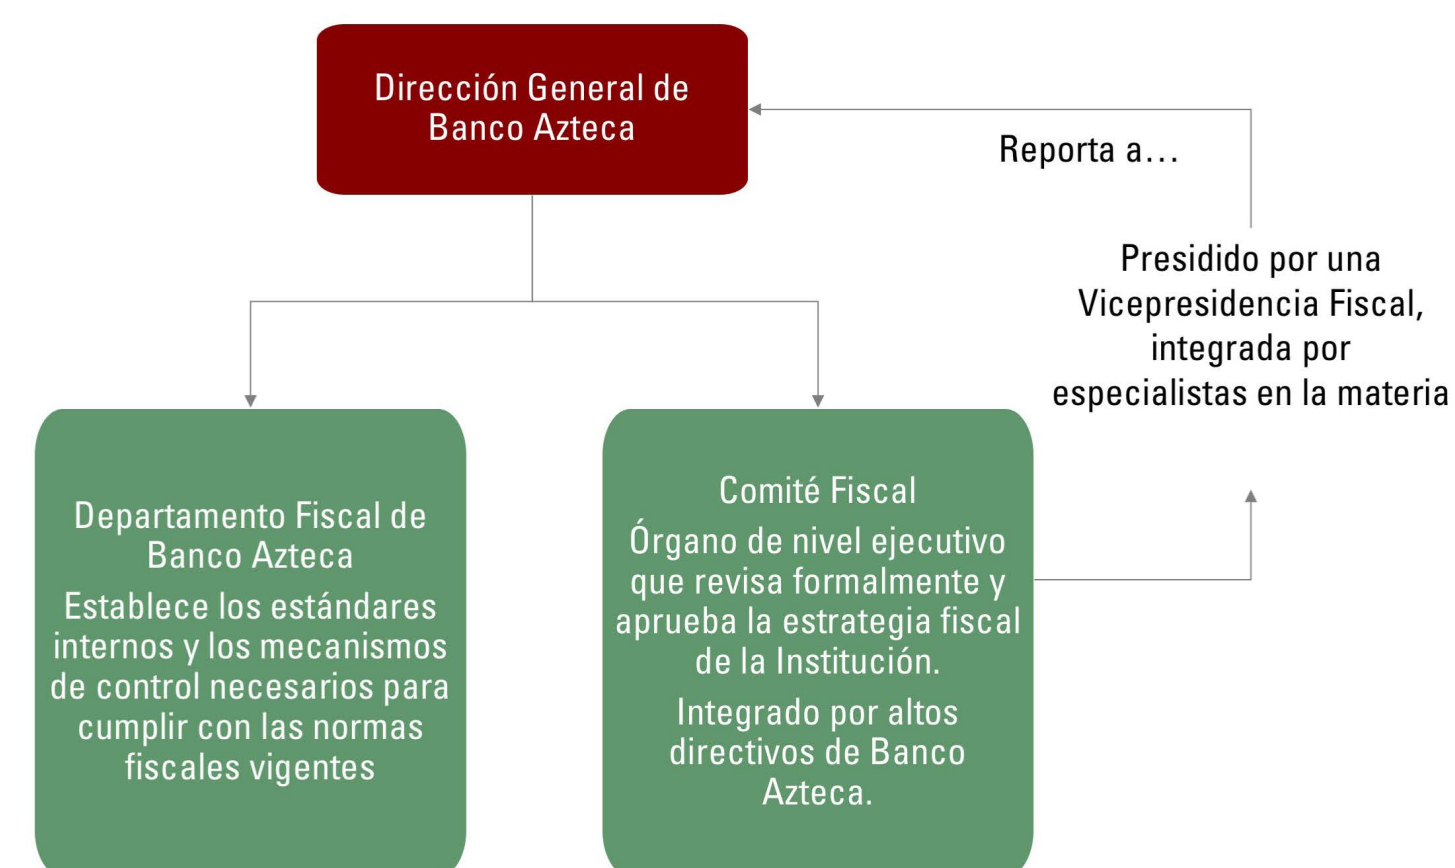 Dirección General de
Banco Azteca
Reporta a…
Presidido por una
Vicepresidencia Fiscal,
integrada por
especialistas en la materia
Departamento Fiscal de
Banco Azteca
Establece los estándares
internos y los mecanismos
de control necesarios para
cumplir con las normas
fiscales vigentes
Comité Fiscal
Órgano de nivel ejecutivo
que revisa formalmente y
aprueba la estrategia fiscal
de la Institución.
Integrado por altos
directivos de Banco
Azteca.